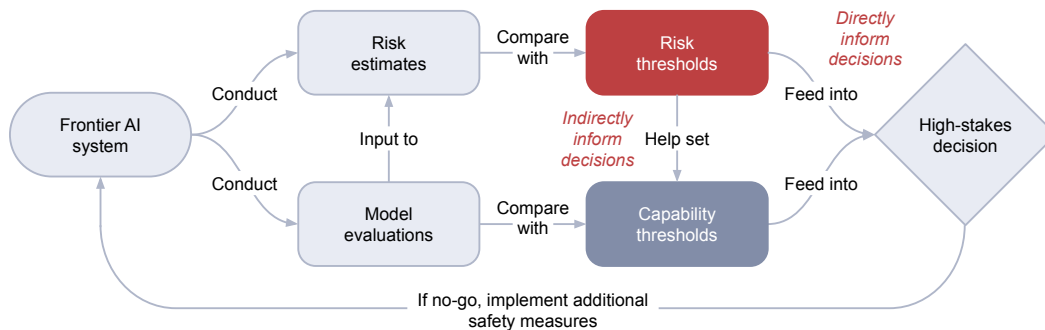 Directly
inform
decisions
Risk
estimates
Compare
with
Risk
thresholds
Conduct
Feed into
Frontier AI
system
Input to
Indirectly
inform
decisions
Help set
High-stakes
decision
Conduct
Feed into
Model
evaluations
Compare
with
Capability
thresholds
If no-go, implement additional
safety measures